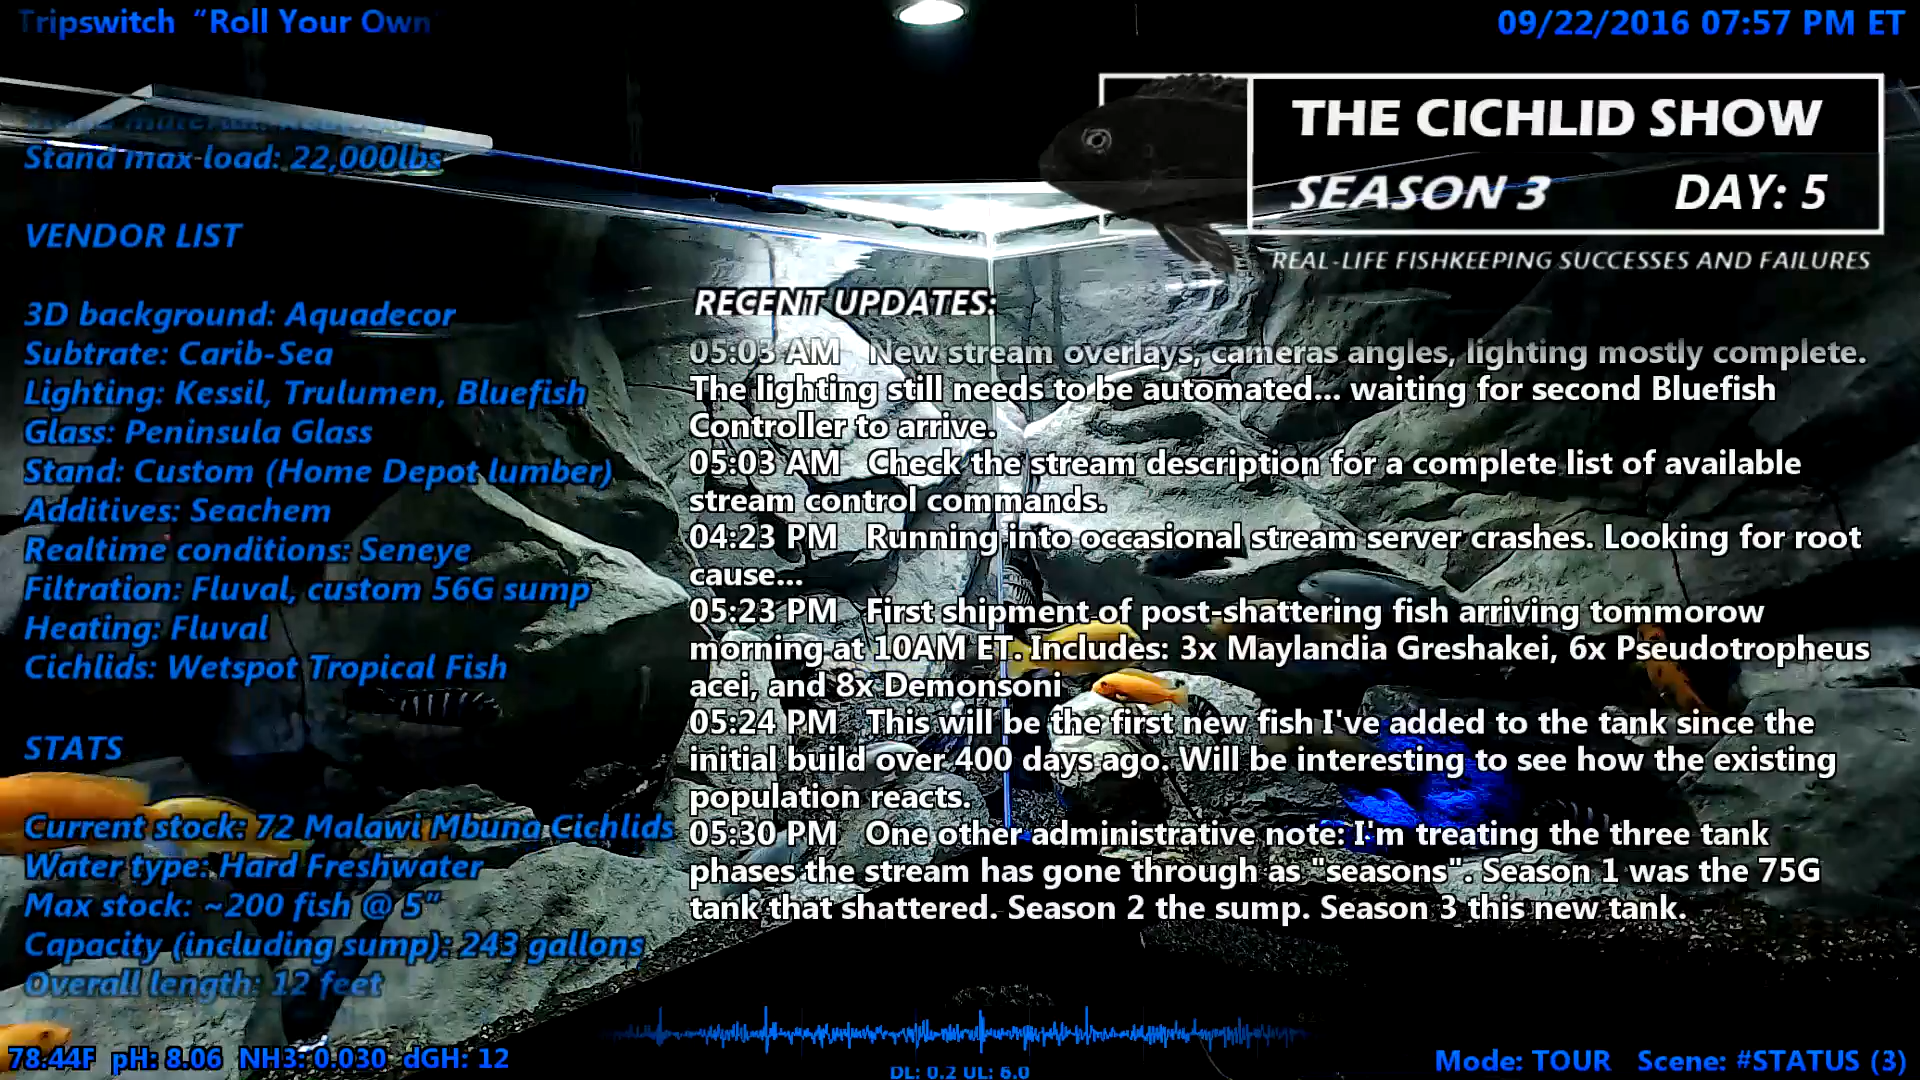 Tripswitch “Roll Your Own
09/22/2016 07:57 PM ET
THE CICHLID SHOW
SEASON 3 DAY: 5
REAL-LIFE FISHKEEPING SUCCESSES AND FAILURES
Stand max-load: 22,000lbs
VENDOR LIST
3D background: Aquadecor
Subtrate: Carib-Sea
Lighting: Kessil, Trulumen, Bluefish
Glass: Peninsula Glass
Stand: Custom (Home Depot lumber)
Additives: Seachem
Realtime conditions: Seneye
Filtration: Fluval, custom 56G sump
Heating: Fluval
Cichlids: Wetspot Tropical Fish
STATS
Current stock: 72 Malawi Mbuna Cichlids
Water type: Hard Freshwater
Max stock: ~200 fish @ 5”
Capacity (including sump): 243 gallons
Overall length: 12 feet
RECENT UPDATES:
05:03 AM New stream overlays, cameras angles, lighting mostly complete.
The lighting still needs to be automated... waiting for second Bluefish
Controller to arrive.
05:03 AM Check the stream description for a complete list of available
stream control commands.
04:23 PM Running into occasional stream server crashes. Looking for root
cause...
05:23 PM First shipment of post-shattering fish arriving tommorow
morning at 10AM ET. Includes: 3x Maylandia Greshakei, 6x Pseudotropheus
acei, and 8x Demonsoni
05:24 PM This will be the first new fish I've added to the tank since the
initial build over 400 days ago. Will be interesting to see how the existing
population reacts.
05:30 PM One other administrative note: I'm treating the three tank
phases the stream has gone through as "seasons". Season 1 was the 75G
tank that shattered. Season 2 the sump. Season 3 this new tank.
78.44F pH: 8.06 NH3: 0.030 dGH: 12
DL: 0.2 UL: 6.0
Mode: TOUR Scene: #STATUS (3)